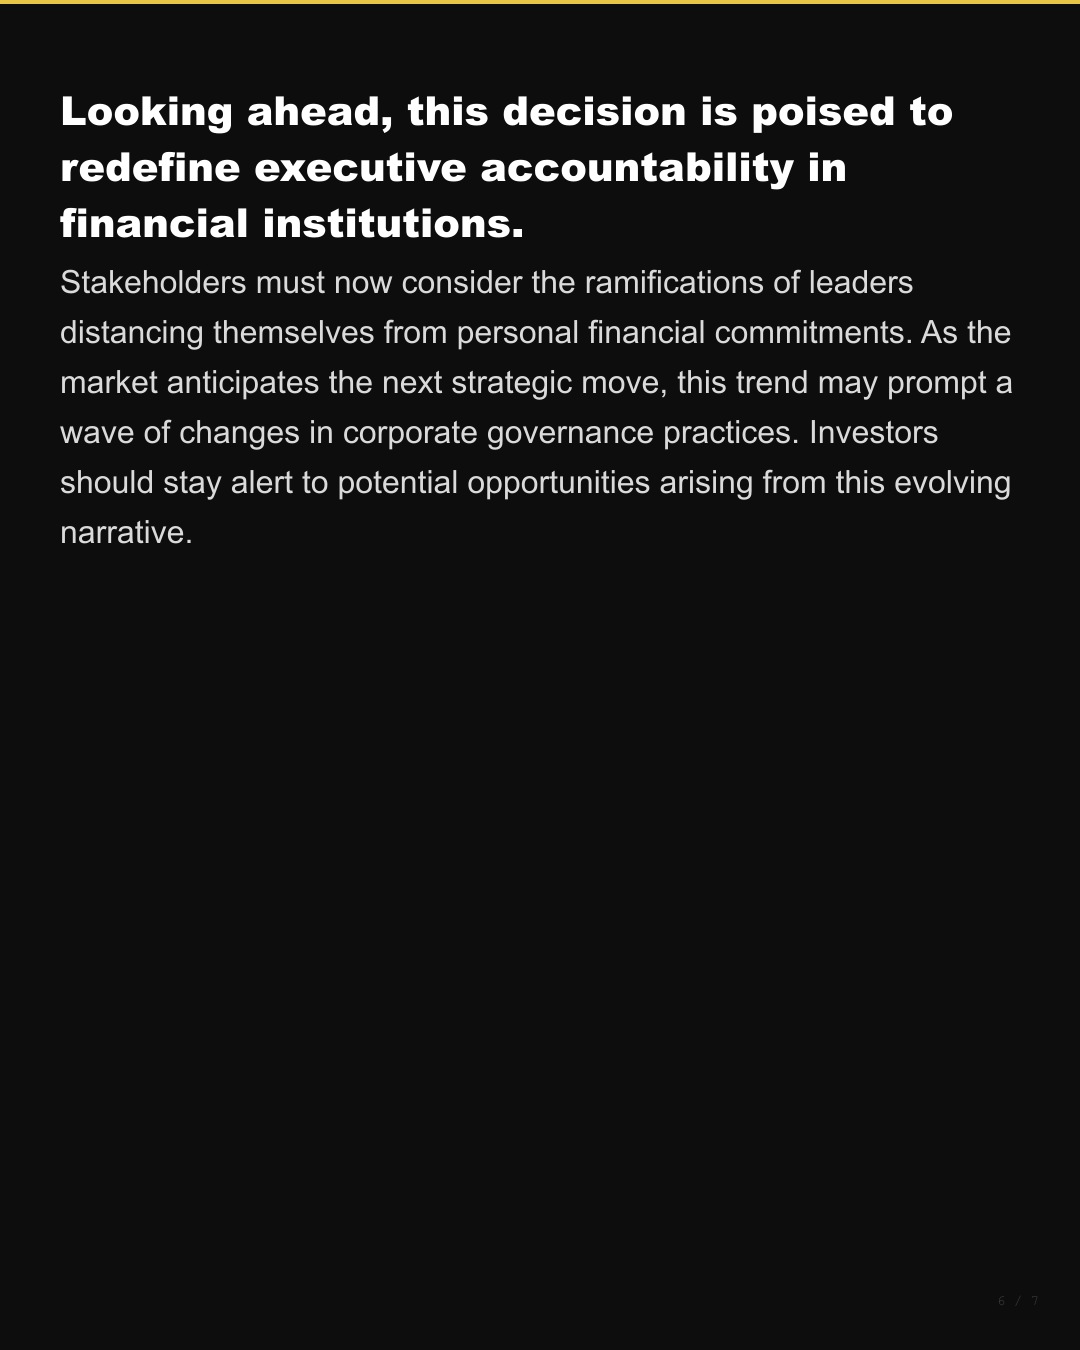 Looking ahead, this decision is poised to
redefine executive accountability in
financial institutions.
Stakeholders must now consider the ramifications of leaders
distancing themselves from personal financial commitments. As the
market anticipates the next strategic move, this trend may prompt a
wave of changes in corporate governance practices. Investors
should stay alert to potential opportunities arising from this evolving
narrative.
6 / 7